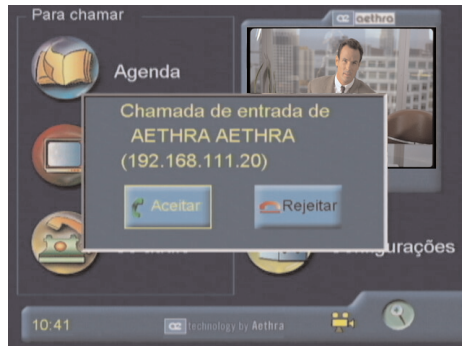 Para chamar
aethra
Agenda
Chamada de entrada de
AETHRA AETHRA
(192.168.111.20)
Aceitar
Rejeitar
10:41
technology by Aethra